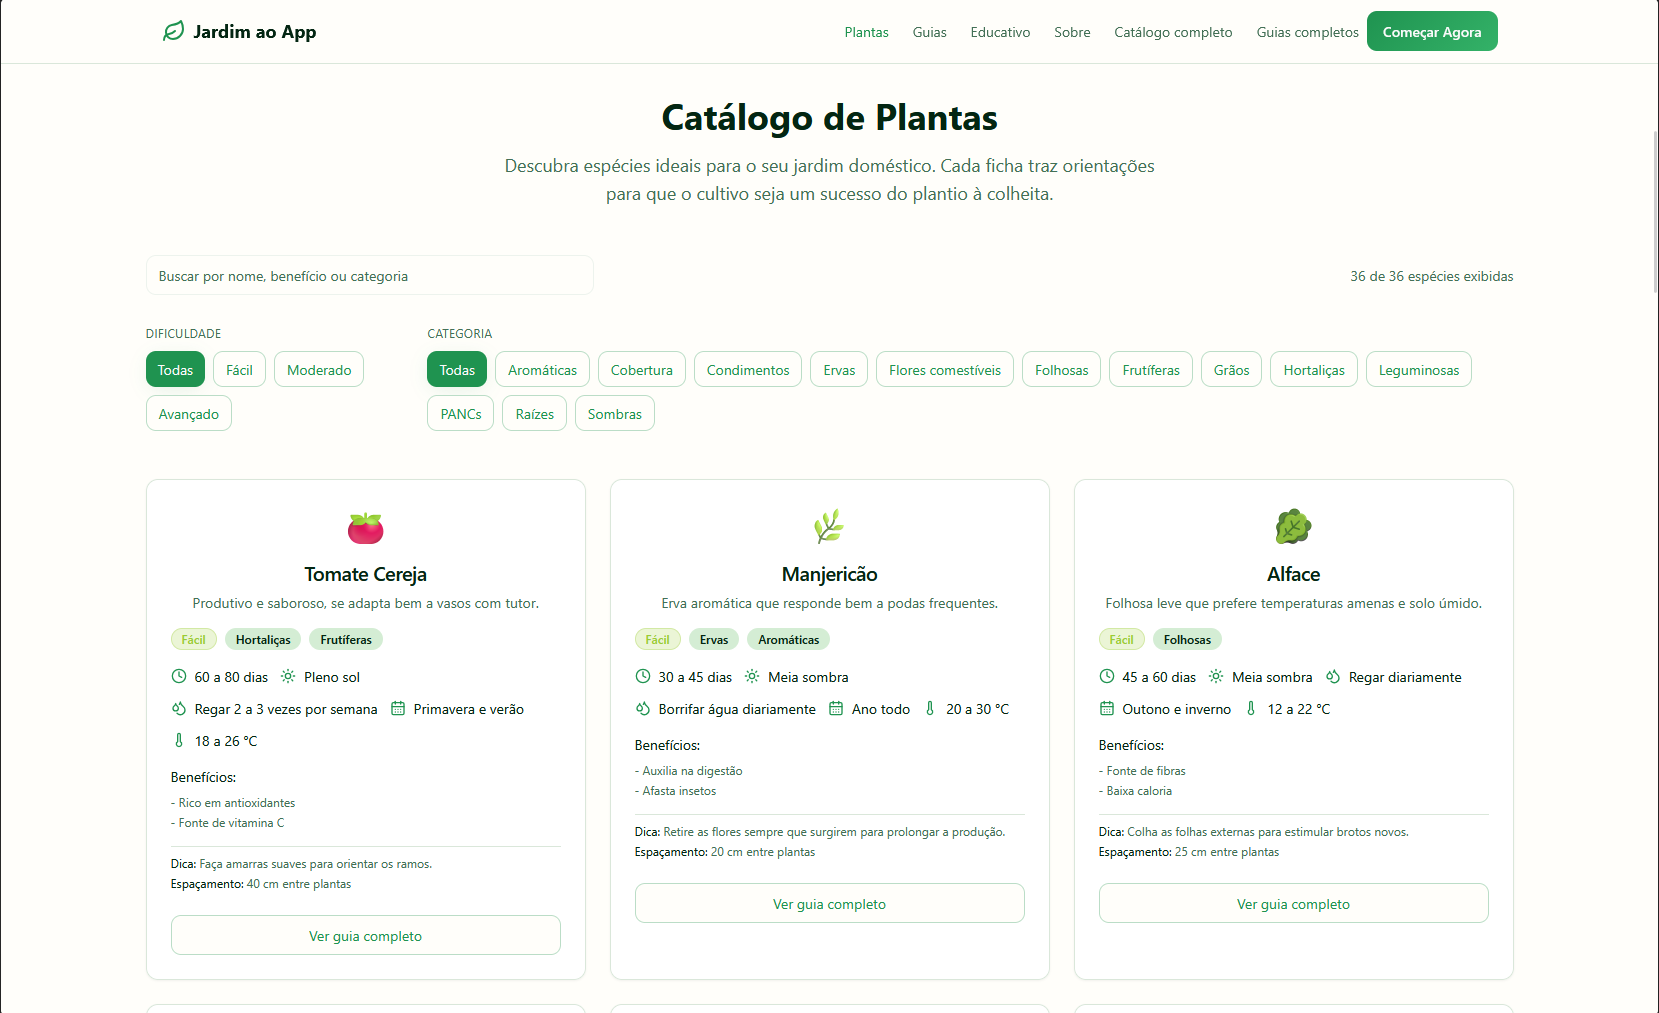 Jardim ao App
Plantas
Guias
Educativo
Sobre
Catálogo completo
Guias completos
Começar Agora
Catálogo de Plantas
Descubra espécies ideais para o seu jardim doméstico. Cada ficha traz orientações
para que o cultivo seja um sucesso do plantio à colheita.
Buscar por nome, benefício ou categoria
36 de 36 espécies exibidas
DIFICULDADE
Todas
Fácil
Moderado
Avançado
CATEGORIA
Todas
Aromáticas
Cobertura
Condimentos
Ervas
Flores comestíveis
Folhosas
Frutíferas
Grãos
Hortaliças
Leguminosas
PANCs
Raízes
Sombras
Tomate Cereja
Produtivo e saboroso, se adapta bem a vasos com tutor.
Fácil
Hortaliças
Frutíferas
60 a 80 dias
Pleno sol
Regar 2 a 3 vezes por semana
Primavera e verão
18 a 26 °C
Benefícios:
- Rico em antioxidantes
- Fonte de vitamina C
Dica: Faça amarras suaves para orientar os ramos.
Espaçamento: 40 cm entre plantas
Ver guia completo
Manjericão
Erva aromática que responde bem a podas frequentes.
Fácil
Ervas
Aromáticas
30 a 45 dias
Meia sombra
Borrifar água diariamente
Ano todo
20 a 30 °C
Benefícios:
- Auxilia na digestão
- Afasta insetos
Dica: Retire as flores sempre que surgirem para prolongar a produção.
Espaçamento: 20 cm entre plantas
Ver guia completo
Alface
Folhosa leve que prefere temperaturas amenas e solo úmido.
Fácil
Folhosas
45 a 60 dias
Meia sombra
Regar diariamente
Outono e inverno
12 a 22 °C
Benefícios:
- Fonte de fibras
- Baixa caloria
Dica: Colha as folhas externas para estimular brotos novos.
Espaçamento: 25 cm entre plantas
Ver guia completo